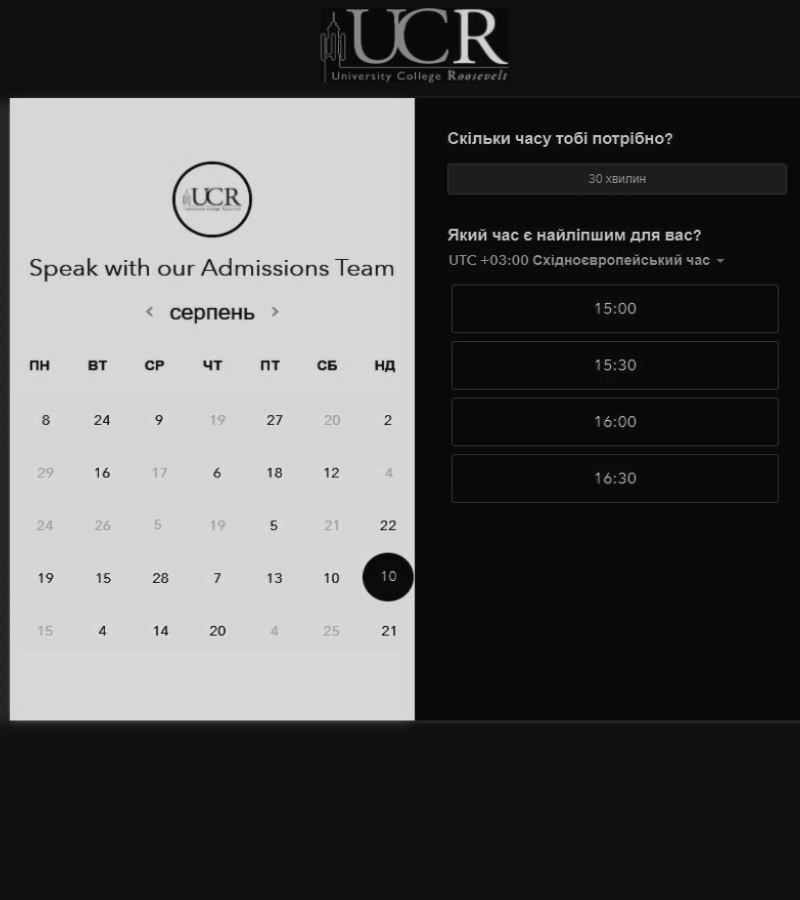 UCR
University College Roosevelt
UCR
University College Roosevelt
Speak with our Admissions Team
серпень
ПН ВТ СР ЧТ ПТ СБ НД
8 24 9 19 27 20 2
29 16 17 6 18 12 4
24 26 5 19 5 21 22
19 15 28 7 13 10 10
15 4 14 20 4 25 21
Скільки часу тобі потрібно?
30 хвилин
Який час є найліпшим для вас?
UTC +03:00 Східноєвропейський час
15:00
15:30
16:00
16:30